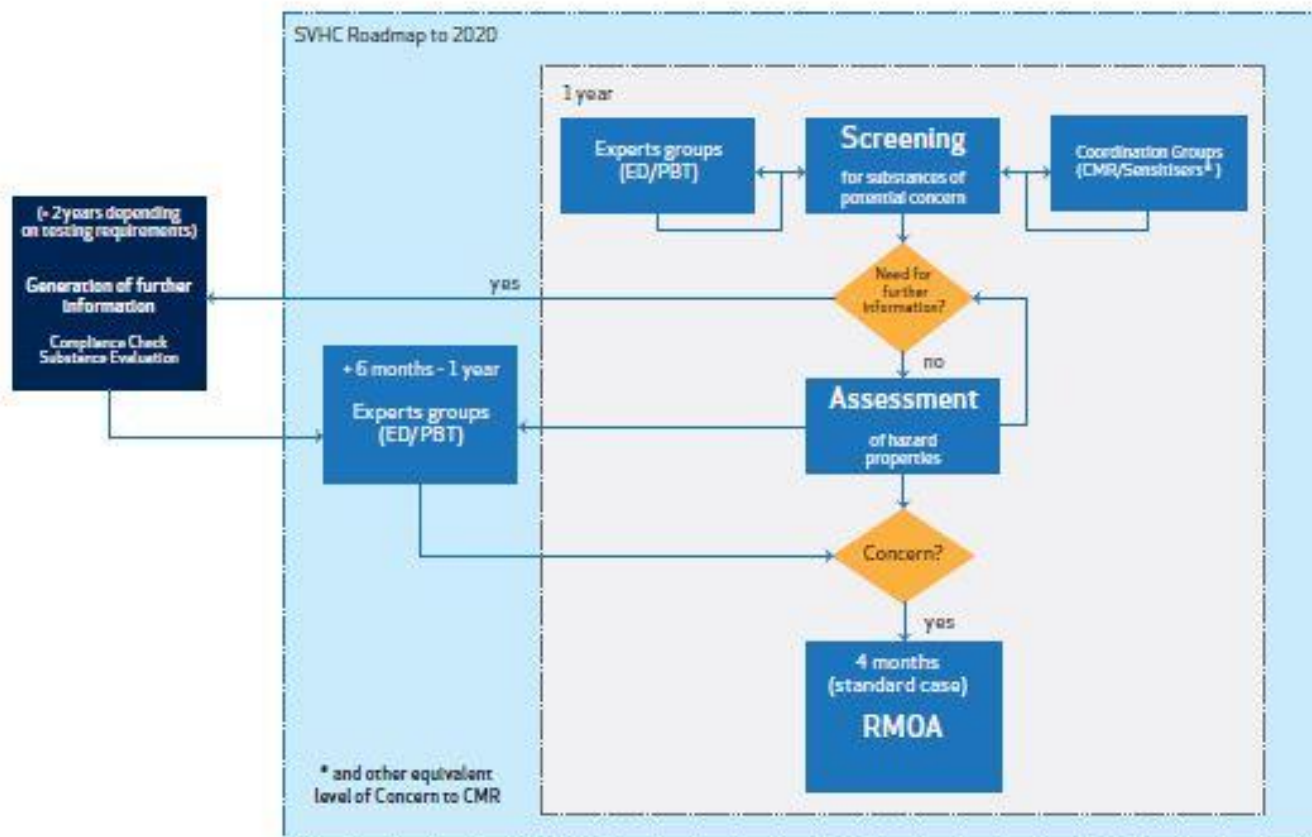 SVHC Roadmap to 2020
1 year
Experts groups
(ED/PBT)
Screening
for substances of
potential concern
Coordination Groups
(CMR/Sensitisers*)
(+ 2 years depending
on testing requirements)
Generation of further
information
Compliance Check
Substance Evaluation
yes
Need for
further
information?
no
+ 6 months - 1 year
Experts groups
(ED/PBT)
Assessment
of hazard
properties
Concern?
yes
4 months
(standard case)
RMOA
* and other equivalent
level of Concern to CMR